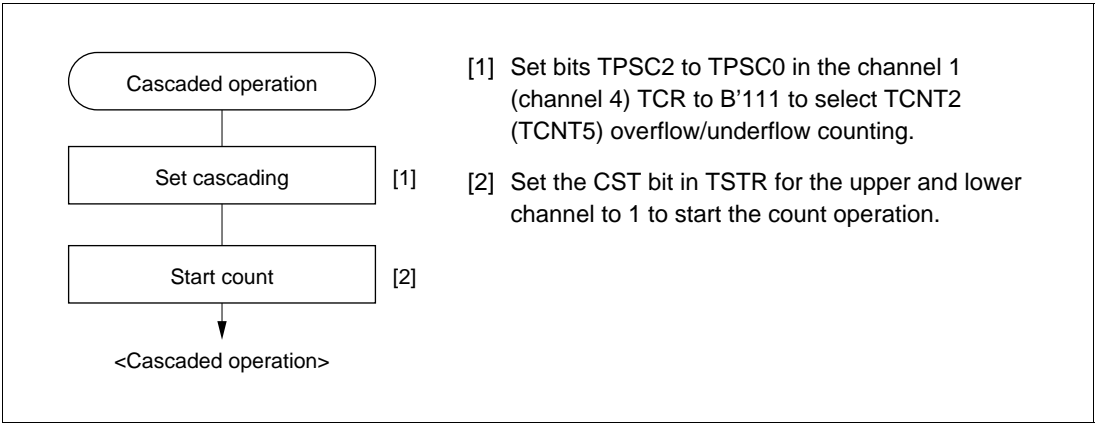 Cascaded operation
Set cascading
[1]
Start count
[2]
<Cascaded operation>
[1] Set bits TPSC2 to TPSC0 in the channel 1
(channel 4) TCR to B'111 to select TCNT2
(TCNT5) overflow/underflow counting.
[2] Set the CST bit in TSTR for the upper and lower
channel to 1 to start the count operation.